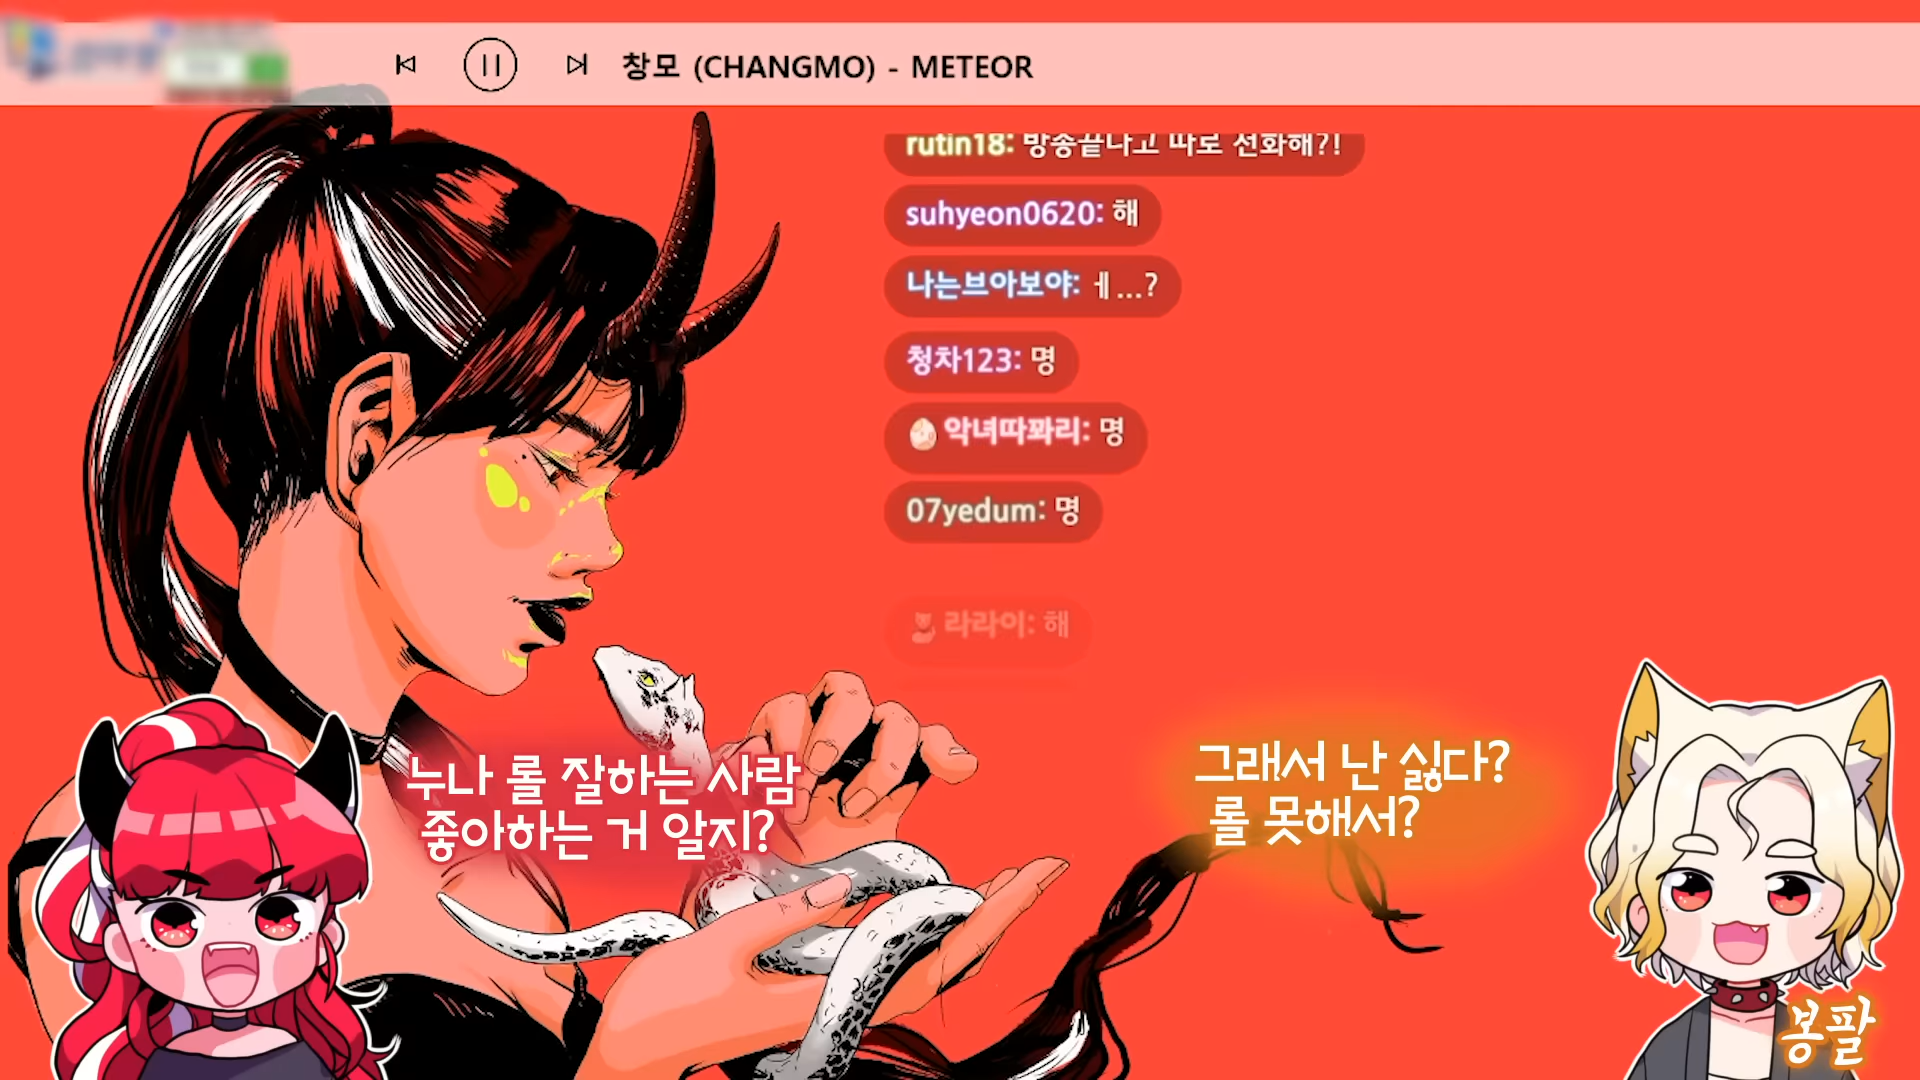 창모 (CHANGMO) - METEOR
rutin18: 방송끝나고 따로 전화해?!
suhyeon0620: 해
나는브아보야: ㅔ...?
청차123: 명
악녀따꽈리: 명
07yedum: 명
라라이: 해
누나 롤 잘하는 사람
좋아하는 거 알지?
그래서 난 싫다?
롤 못해서?
봉팔